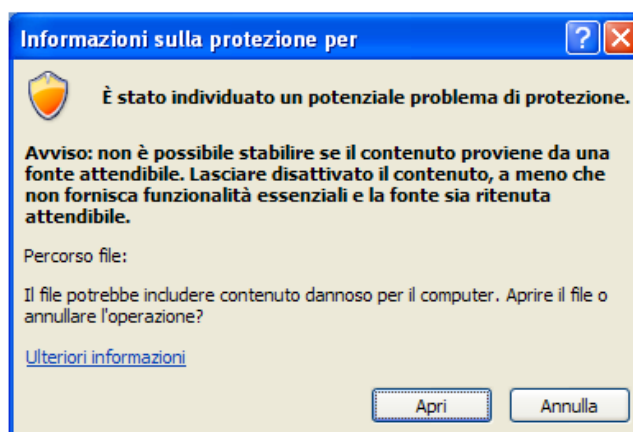 Informazioni sulla protezione per
?
È stato individuato un potenziale problema di protezione.
Avviso: non è possibile stabilire se il contenuto proviene da una
fonte attendibile. Lasciare disattivato il contenuto, a meno che
non fornisca funzionalità essenziali e la fonte sia ritenuta
attendibile.
Percorso file:
Il file potrebbe includere contenuto dannoso per il computer. Aprire il file o
annullare l'operazione?
Ulteriori informazioni
Apri
Annulla